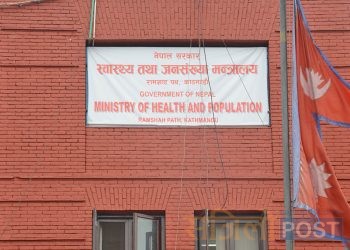 नेपाल सरकार
स्वास्थ्य तथा जनसंख्या मन्त्रालय
रामशाह पथ, काठमाडौं
GOVERNMENT OF NEPAL
MINISTRY OF HEALTH AND POPULATION
RAMSHAH PATH, KATHMANDU
POST